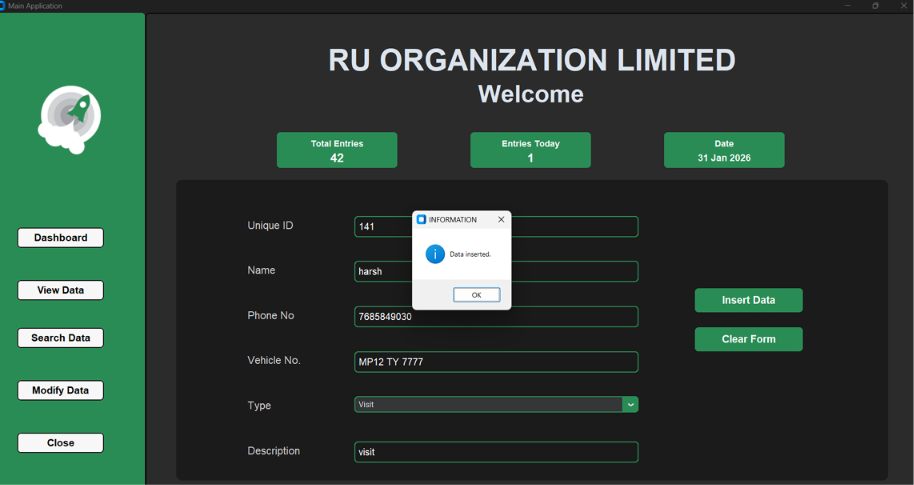 Main Application
RU ORGANIZATION LIMITED
Welcome
Total Entries
42
Entries Today
1
Date
31 Jan 2026
Dashboard
View Data
Search Data
Modify Data
Close
Unique ID
141
Name
harsh
Phone No
7685849030
Vehicle No.
MP12 TY 7777
Type
Visit
Description
visit
INFORMATION
Data inserted.
OK
Insert Data
Clear Form